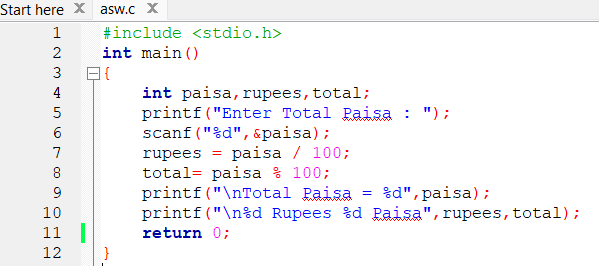 Start here asw.c
1 #include <stdio.h>
2 int main()
3 {
4 int paisa,rupees,total;
5 printf("Enter Total Paisa : ");
6 scanf("%d",&paisa);
7 rupees = paisa / 100;
8 total= paisa % 100;
9 printf("\nTotal Paisa = %d",paisa);
10 printf("\n%d Rupees %d Paisa",rupees,total);
11 return 0;
12 }